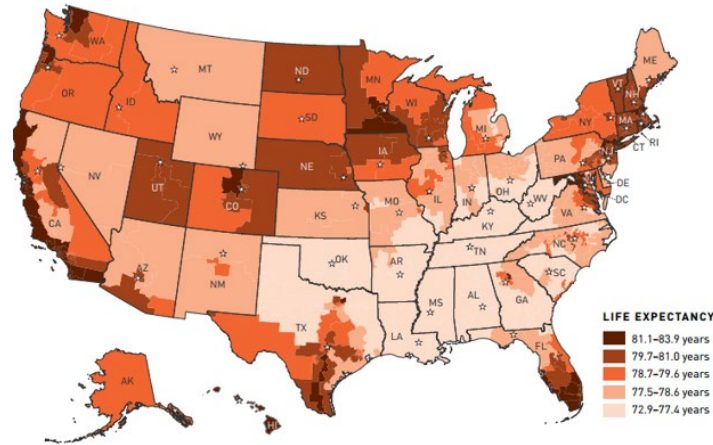 WA
MT
ND
MN
ME
OR
ID
SD
WI
MI
VT
NH
NY
MA
RI
CT
WY
IA
PA
NJ
NV
UT
NE
IL
IN
OH
DE
DC
CA
CO
KS
MO
WV
VA
KY
AZ
NM
OK
AR
TN
NC
SC
TX
LA
MS
AL
GA
FL
AK
HI
LIFE EXPECTANCY
81.1–83.9 years
79.7–81.0 years
78.7–79.6 years
77.5–78.6 years
72.9–77.4 years